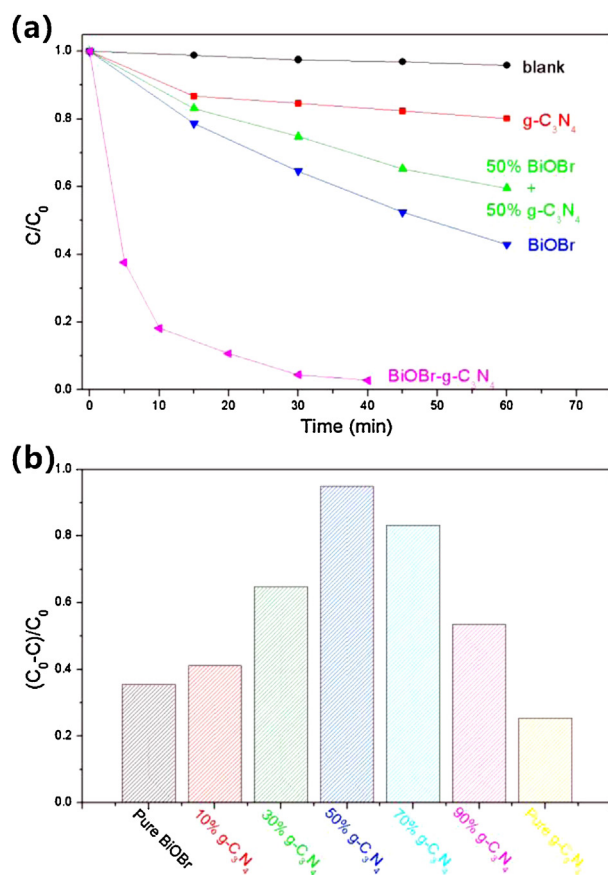 (a)
1.0
0.8
0.6
0.4
0.2
0.0
C/C₀
blank
g-C₃N₄
50% BiOBr
+
50% g-C₃N₄
BiOBr
BiOBr-g-C₃N₄
0 10 20 30 40 50 60 70
Time (min)
(b)
1.0
0.8
0.6
0.4
0.2
0.0
(C₀-C)/C₀
Pure BiOBr
10% g-C₃N₄
30% g-C₃N₄
50% g-C₃N₄
70% g-C₃N₄
90% g-C₃N₄
Pure g-C₃N₄